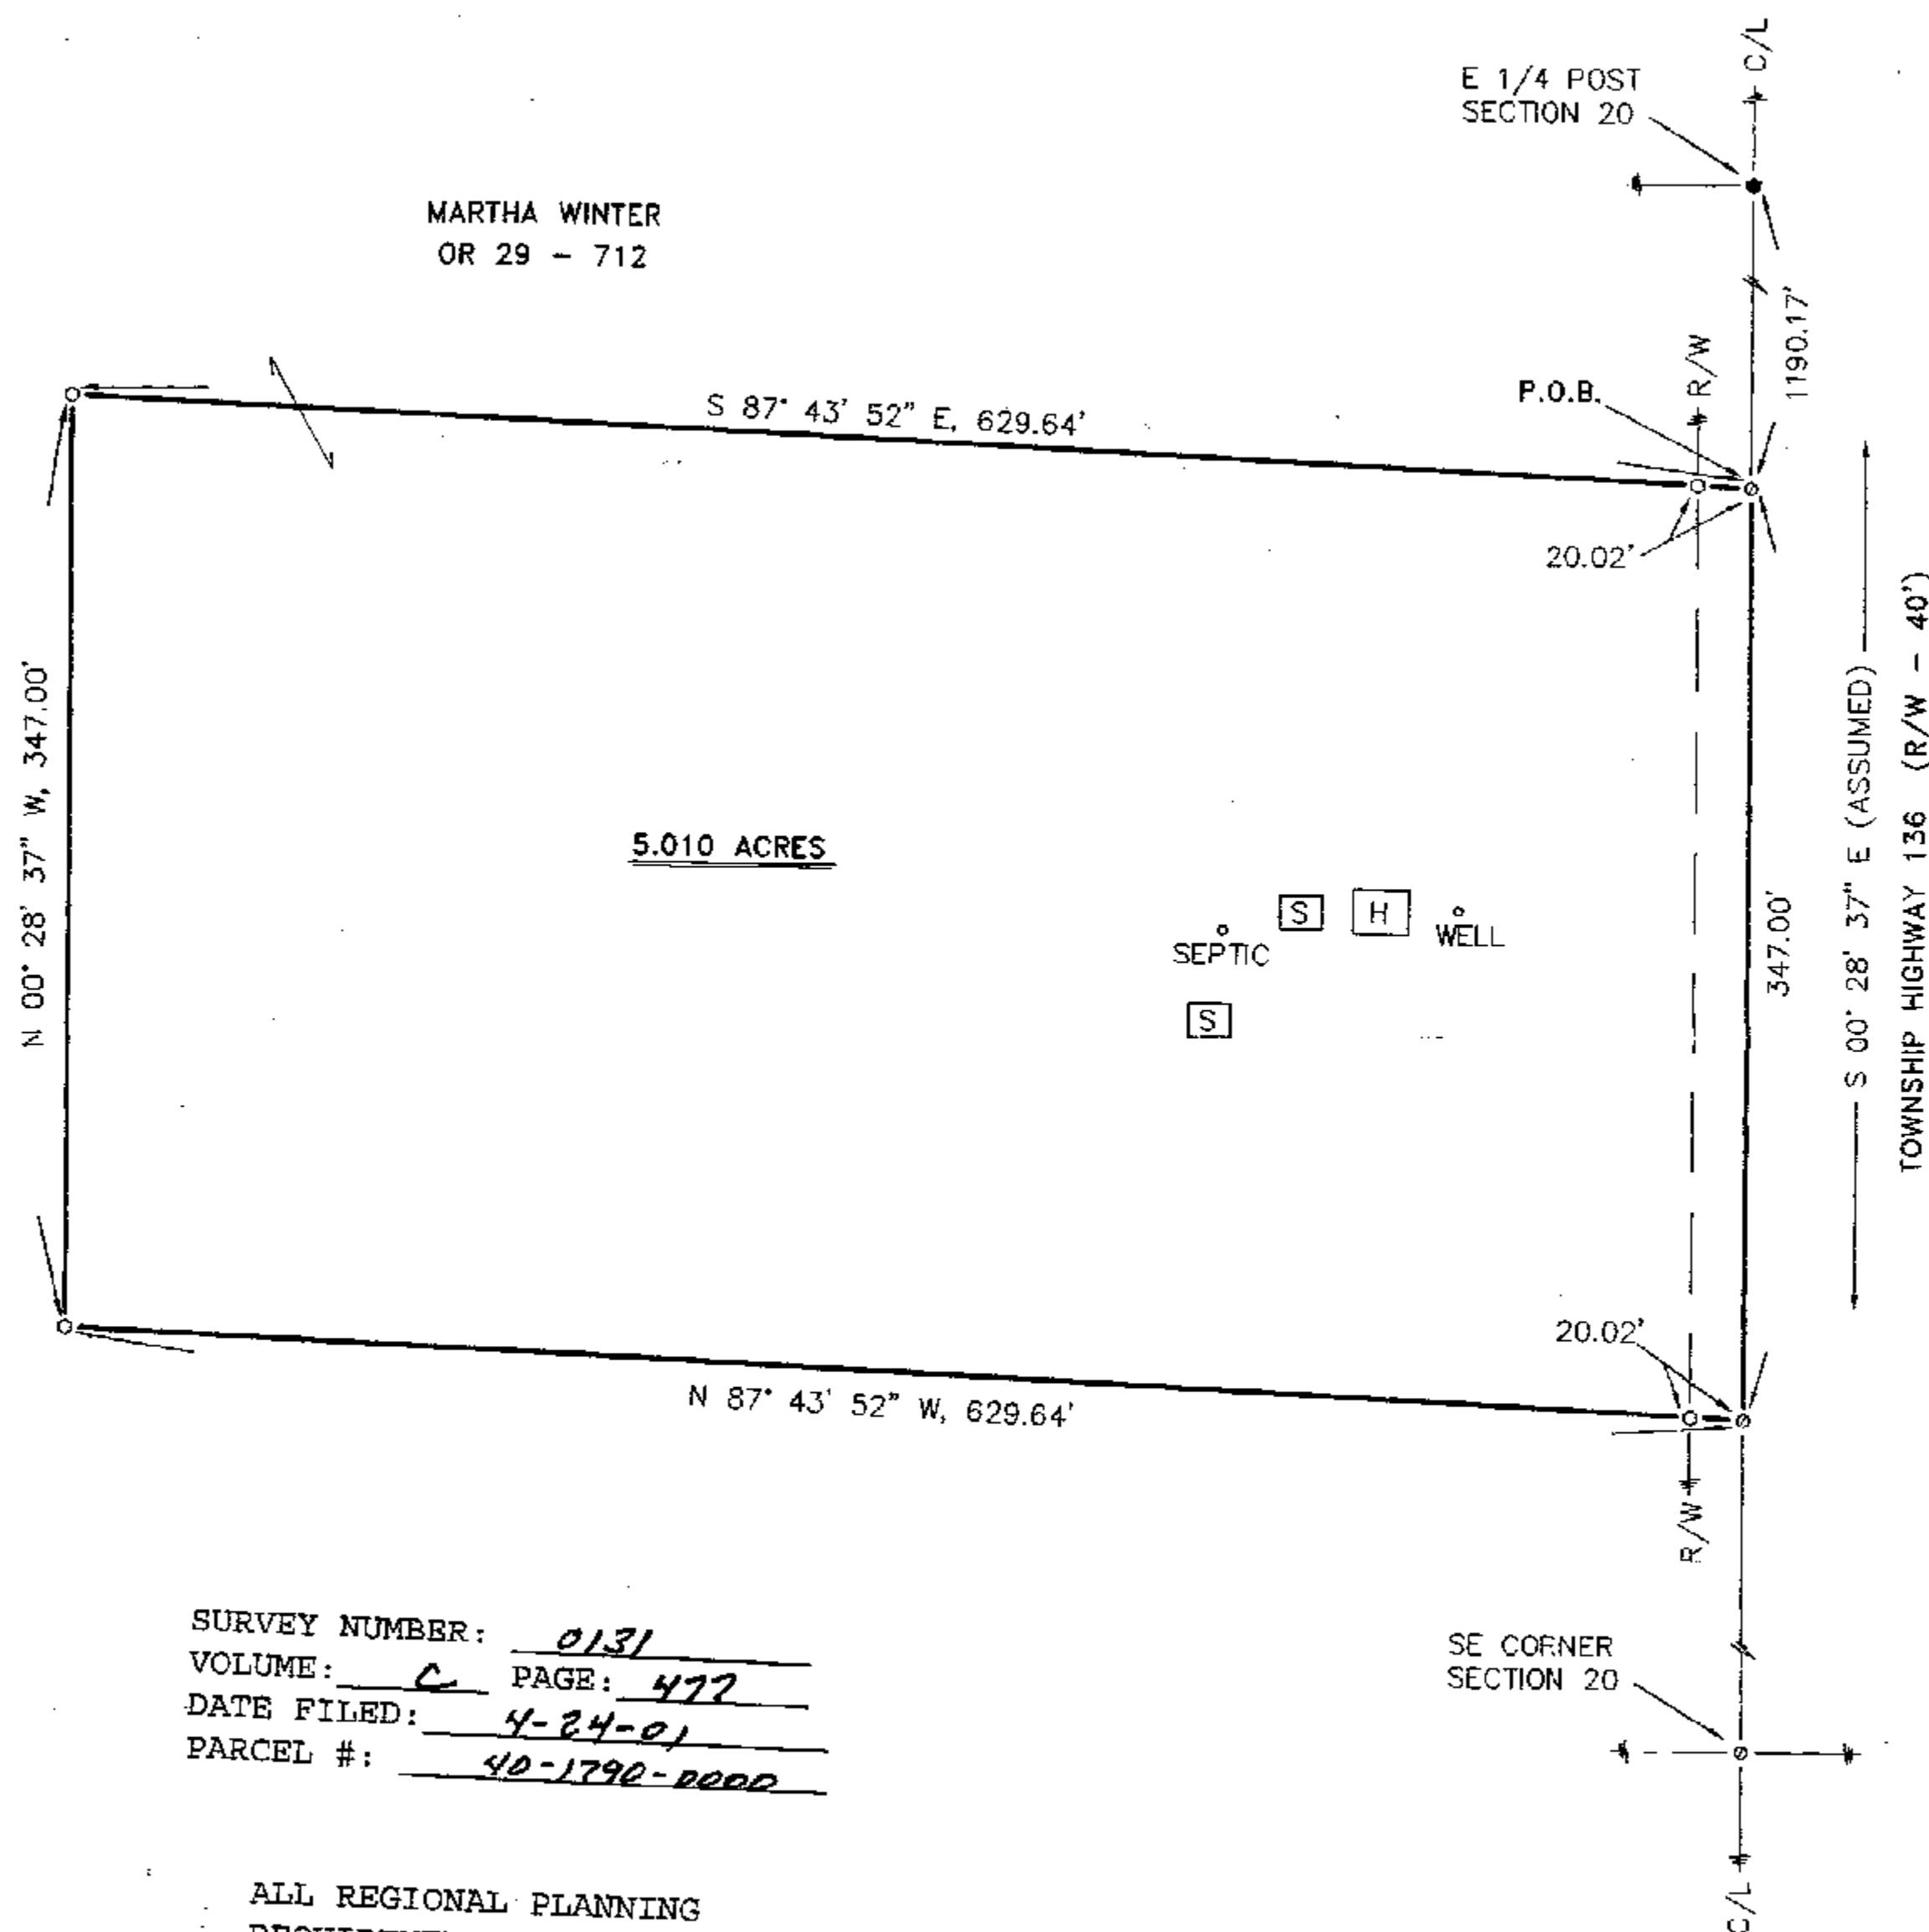 C/L
E 1/4 POST
SECTION 20
MARTHA WINTER
OR 29 - 712
1190.17'
R/W
P.O.B.
S 87° 43' 52" E, 629.64'
20.02'
N 00° 28' 37" W, 347.00'
5.010 ACRES
S
H
WELL
SEPTIC
S
347.00'
S 00° 28' 37" E (ASSUMED)
TOWNSHIP HIGHWAY 136 (R/W - 40')
20.02'
N 87° 43' 52" W, 629.64'
R/W
SURVEY NUMBER: 0131
VOLUME: C PAGE: 477
DATE FILED: 4-24-01
PARCEL #: 40-1790-0000
SE CORNER
SECTION 20
C/L
ALL REGIONAL PLANNING